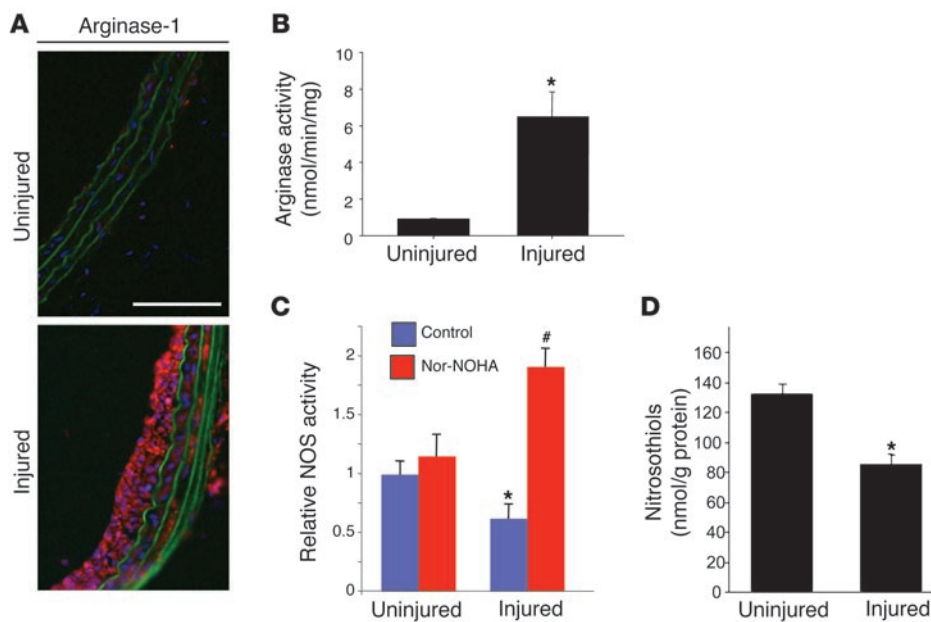 A
Arginase-1
Uninjured
Injured
B
Arginase activity
(nmol/min/mg)
10
8
6
4
2
0
*
Uninjured
Injured
C
Control
Nor-NOHA
Relative NOS activity
2
1.5
1
0.5
0
*
#
Uninjured
Injured
D
Nitrosothiols
(nmol/g protein)
160
140
120
100
80
60
40
20
0
*
Uninjured
Injured